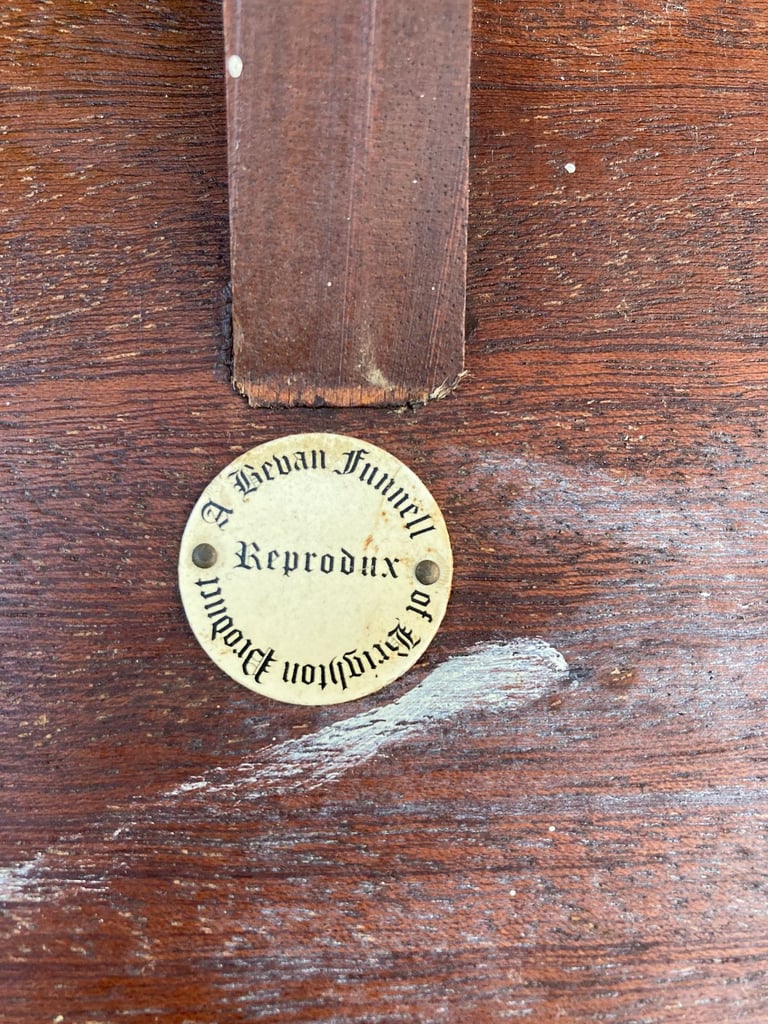 A Bevan Funnell
Reprodux
of Brighton Product